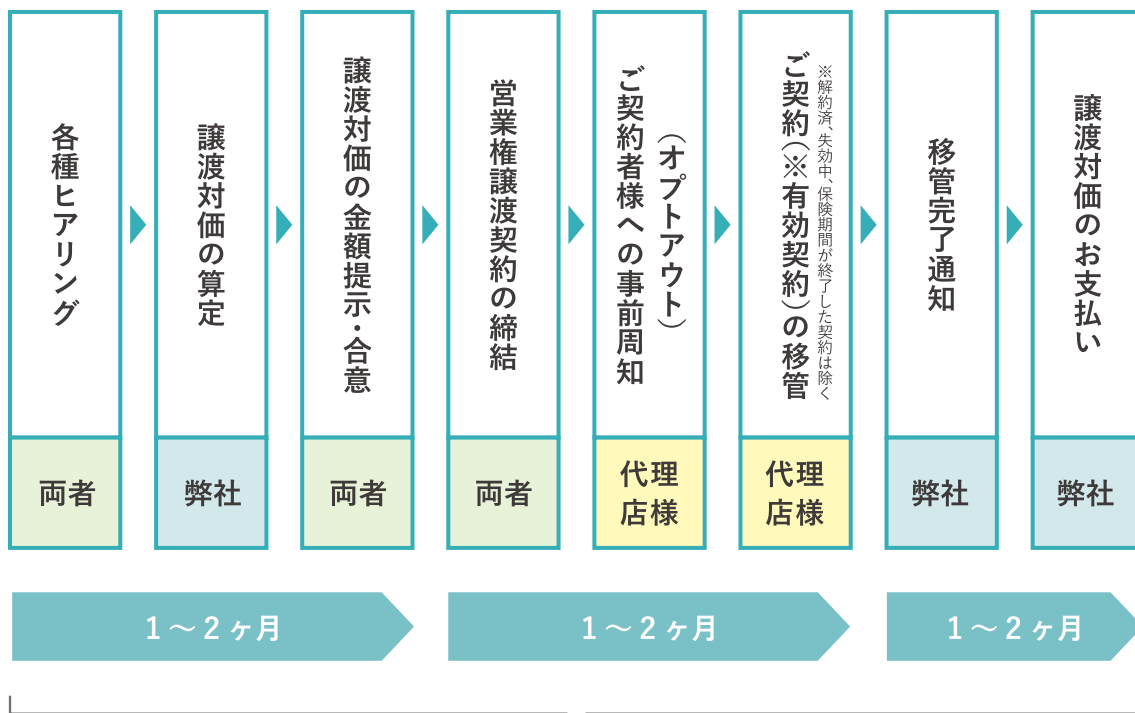 各種ヒアリング
両者
譲渡対価の算定
弊社
譲渡対価の金額提示・合意
両者
営業権譲渡契約の締結
両者
ご契約者様への事前周知
（オプトアウト）
代理
店様
ご契約（※有効契約）の移管
※解約済、失効中、保険期間が終了した契約は除く
代理
店様
移管完了通知
弊社
譲渡対価のお支払い
弊社
1～2ヶ月
1～2ヶ月
1～2ヶ月